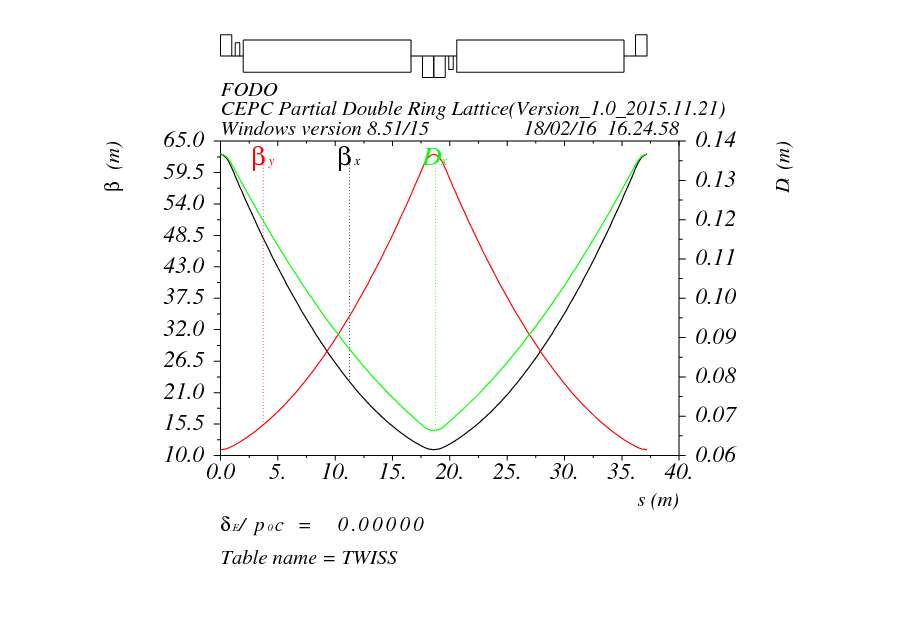 FODO
CEPC Partial Double Ring Lattice(Version_1.0_2015.11.21)
Windows version 8.51/15 18/02/16 16.24.58
β (m)
65.0
59.5
54.0
48.5
43.0
37.5
32.0
26.5
21.0
15.5
10.0
β y β x D x
0.14
0.13
0.12
0.11
0.10
0.09
0.08
0.07
0.06
D (m)
0.0 5. 10. 15. 20. 25. 30. 35. 40.
s (m)
δE/ p0c = 0.00000
Table name = TWISS